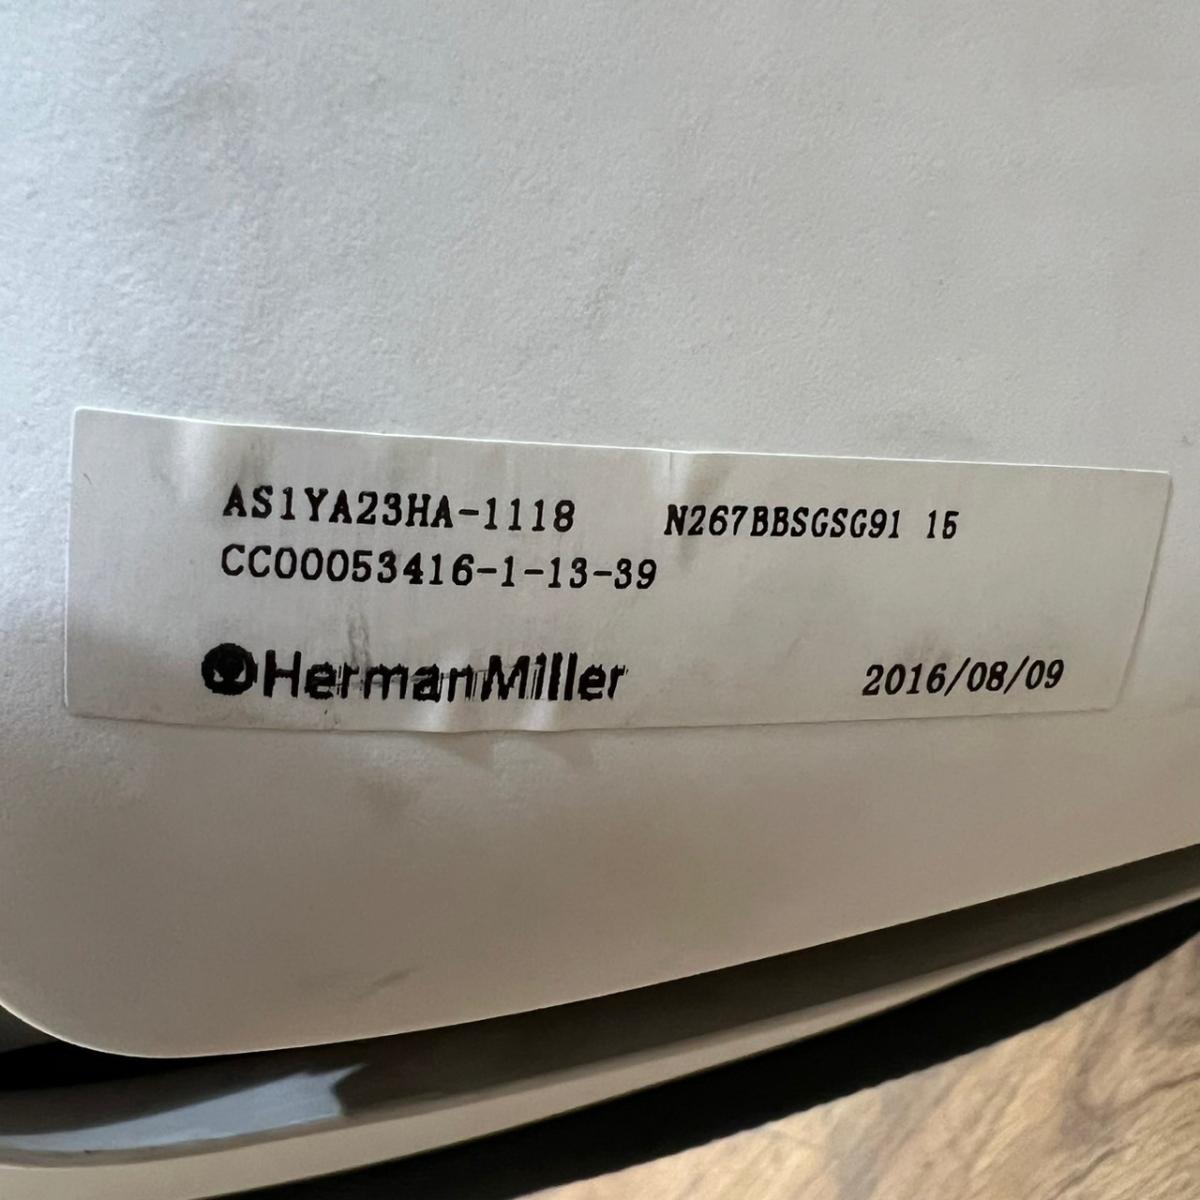 AS1YA23HA-1118 N267BBSGSG91 15
CC00053416-1-13-39
HermanMiller 2016/08/09